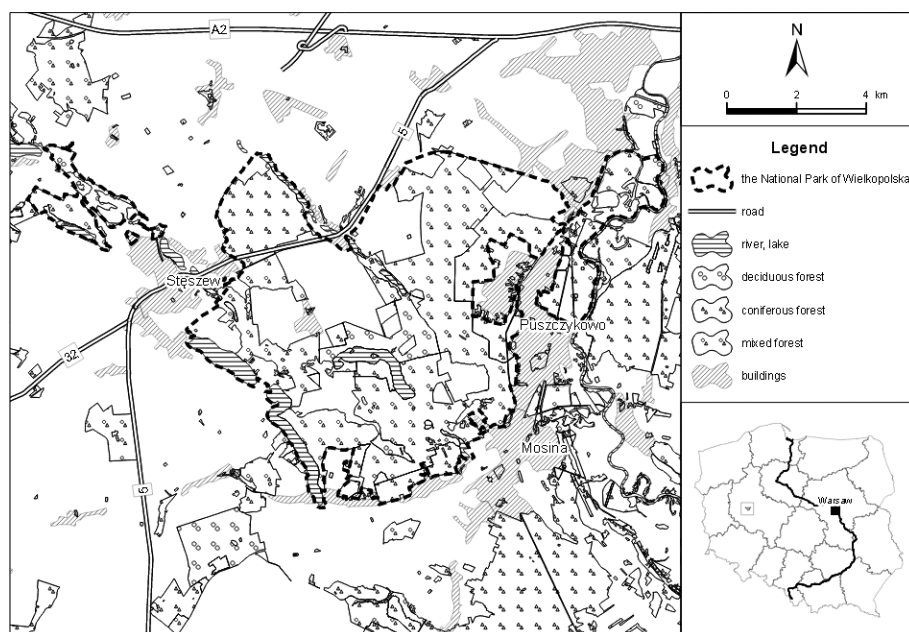 A2
5
Stęszew
Puszczykowo
32
Mosina
5
N
0 2 4 km
Legend
the National Park of Wielkopolska
road
river, lake
deciduous forest
coniferous forest
mixed forest
buildings
Warsaw